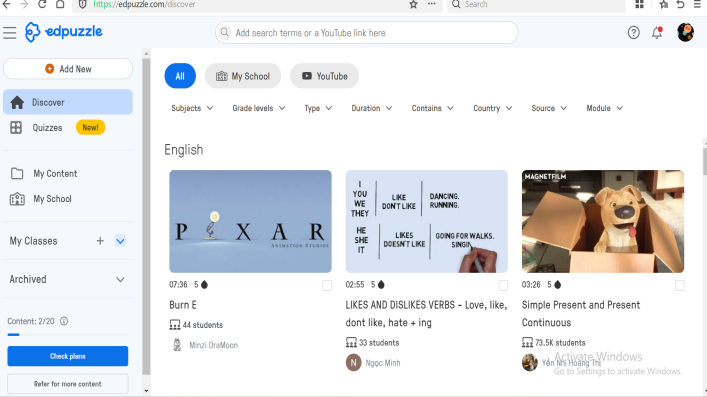 https://edpuzzle.com/discover
Search
edpuzzle
Add search terms or a YouTube link here
Add New
Discover
Quizzes
New!
My Content
My School
My Classes
Archived
Content: 2/20
Check plans
Refer for more content
All
My School
YouTube
Subjects
Grade levels
Type
Duration
Contains
Country
Source
Module
English
PIXAR
ANIMATION STUDIOS
07:36 5
Burn E
44 students
Minzi DraMoon
I
YOU
WE
THEY
LIKE
DON'T LIKE
DANCING.
RUNNING.
HE
SHE
IT
LIKES
DOESN'T LIKE
GOING FOR WALKS.
SINGIN
02:55 5
LIKES AND DISLIKES VERBS - Love, like,
dont like, hate + ing
33 students
N
Ngọc Minh
MAGNETFILM
03:26 5
Simple Present and Present
Continuous
73.5K students
Yến Nhi Hoàng Thị
Activate Windows
Go to Settings to activate Windows.